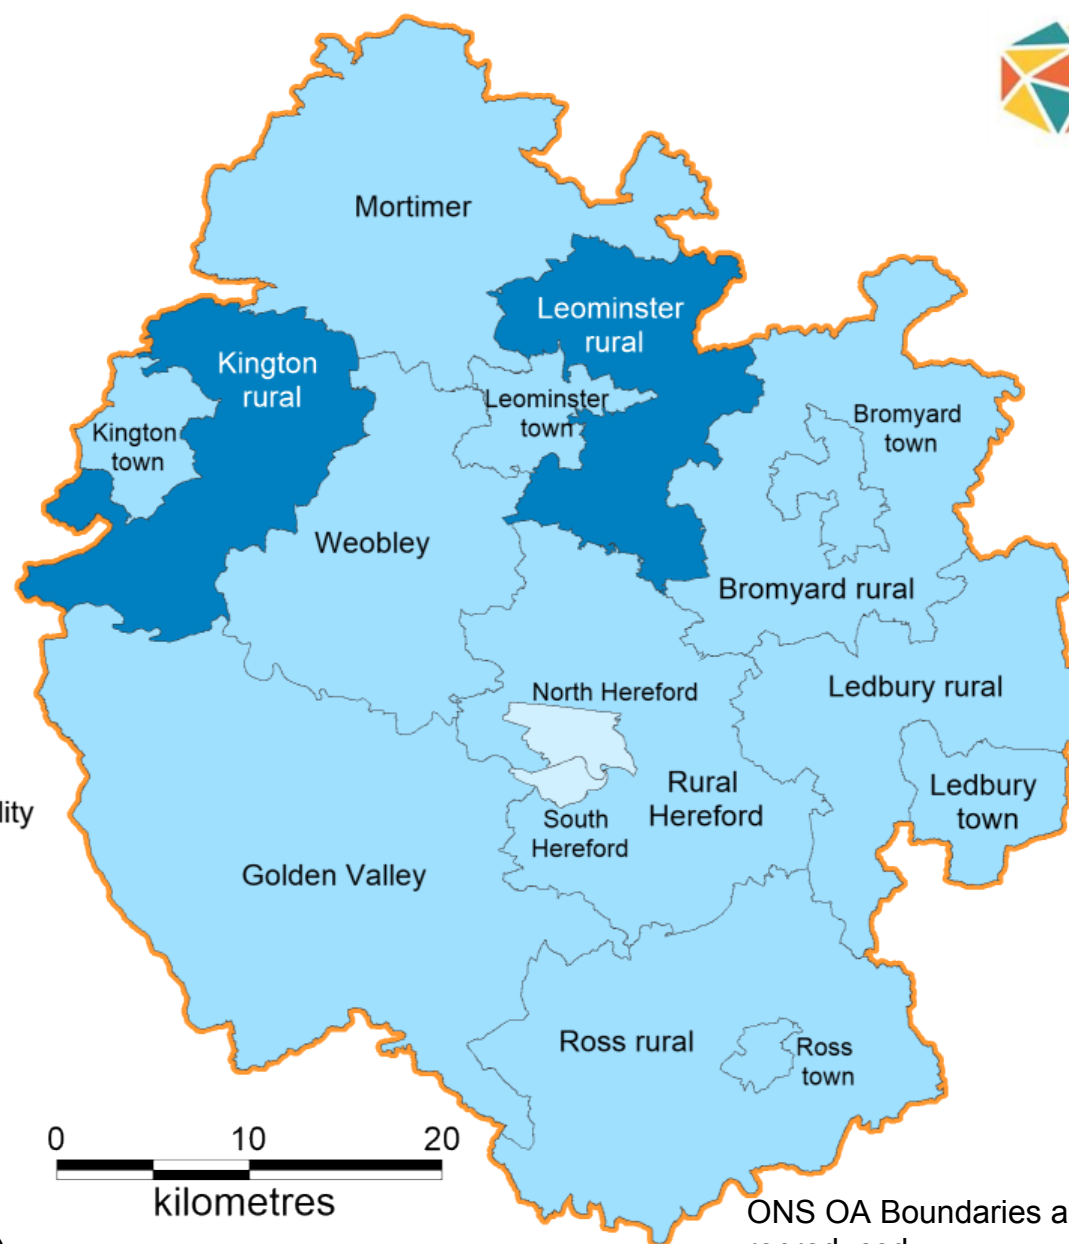 Mortimer
Leominster
rural
Kington
rural
Leominster
town
Bromyard
town
Kington
town
Weobley
Bromyard rural
North Hereford
Ledbury rural
Rural
Hereford
Ledbury
town
South
Hereford
lity
Golden Valley
Ross rural
Ross
town
0 10 20
kilometres
ONS OA Boundaries a